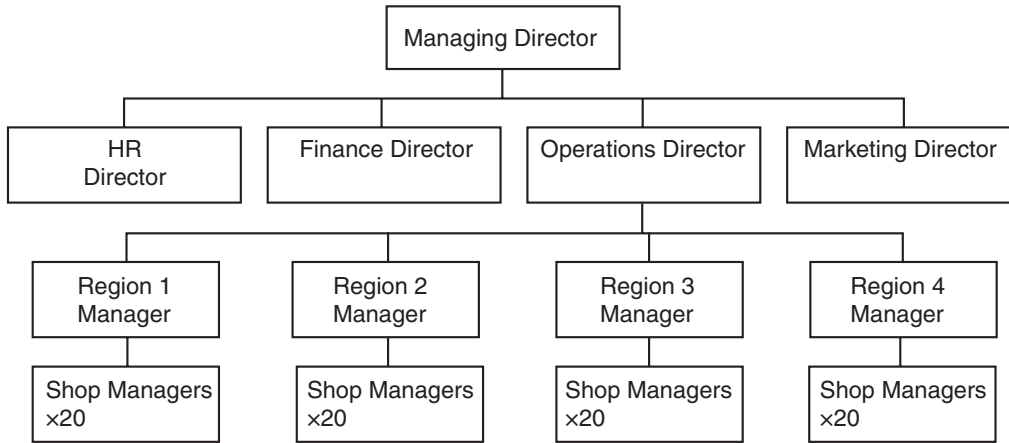 Managing Director
HR
Director
Finance Director
Operations Director
Marketing Director
Region 1
Manager
Region 2
Manager
Region 3
Manager
Region 4
Manager
Shop Managers
×20
Shop Managers
×20
Shop Managers
×20
Shop Managers
×20